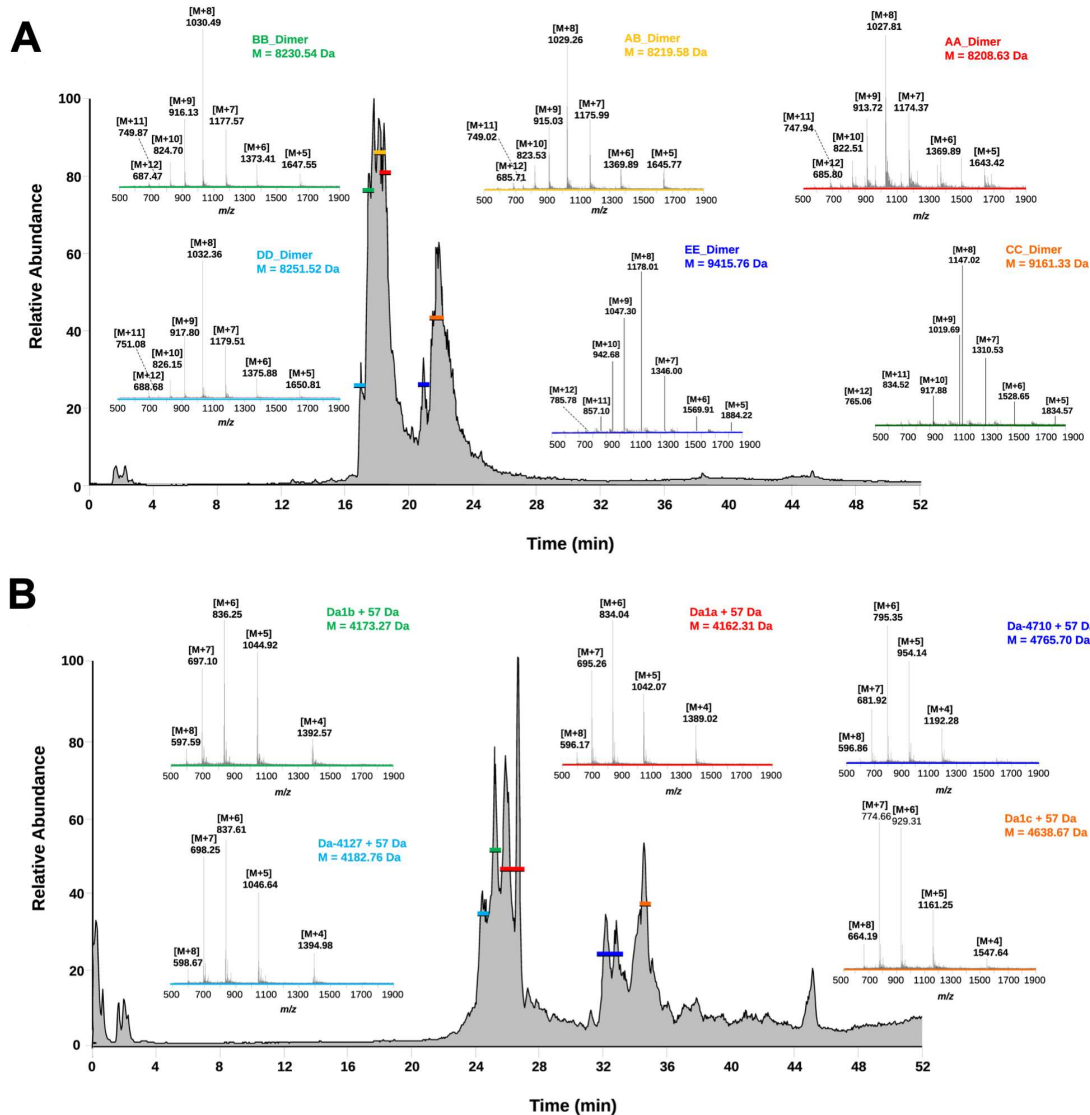 A
BB_Dimer
M = 8230.54 Da
[M+8]
1030.49
[M+9]
916.13
[M+7]
1177.57
[M+11]
749.87
[M+10]
824.70
[M+12]
687.47
[M+6]
1373.41
[M+5]
1647.55
500 700 900 1100 1300 1500 1700 1900
m/z
AB_Dimer
M = 8219.58 Da
[M+8]
1029.26
[M+9]
915.03
[M+7]
1175.99
[M+11]
749.02
[M+10]
823.53
[M+12]
685.71
[M+6]
1369.89
[M+5]
1645.77
500 700 900 1100 1300 1500 1700 1900
m/z
AA_Dimer
M = 8208.63 Da
[M+8]
1027.81
[M+9]
913.72
[M+7]
1174.37
[M+11]
747.94
[M+10]
822.51
[M+12]
685.80
[M+6]
1369.89
[M+5]
1643.42
500 700 900 1100 1300 1500 1700 1900
m/z
DD_Dimer
M = 8251.52 Da
[M+8]
1032.36
[M+9]
917.80
[M+7]
1179.51
[M+11]
751.08
[M+10]
826.15
[M+12]
688.68
[M+6]
1375.88
[M+5]
1650.81
500 700 900 1100 1300 1500 1700 1900
EE_Dimer
M = 9415.76 Da
[M+8]
1178.01
[M+9]
1047.30
[M+10]
942.68
[M+7]
1346.00
[M+12]
785.78
[M+11]
857.10
[M+6]
1569.91
[M+5]
1884.22
500 700 900 1100 1300 1500 1700 1900
m/z
CC_Dimer
M = 9161.33 Da
[M+8]
1147.02
[M+9]
1019.69
[M+7]
1310.53
[M+12]
765.06
[M+11]
834.52
[M+10]
917.88
[M+6]
1528.65
[M+5]
1834.57
500 700 900 1100 1300 1500 1700 1900
m/z
Relative Abundance
100
80
60
40
20
0
0 4 8 12 16 20 24 28 32 36 40 44 48 52
Time (min)
B
Da1b + 57 Da
M = 4173.27 Da
[M+6]
836.25
[M+5]
1044.92
[M+7]
697.10
[M+8]
597.59
[M+4]
1392.57
500 700 900 1100 1300 1500 1700 1900
m/z
Da1a + 57 Da
M = 4162.31 Da
[M+6]
834.04
[M+7]
695.26
[M+5]
1042.07
[M+8]
596.17
[M+4]
1389.02
500 700 900 1100 1300 1500 1700 1900
m/z
Da-4710 + 57 D
M = 4765.70 Da
[M+6]
795.35
[M+5]
954.14
[M+7]
681.92
[M+4]
1192.28
[M+8]
596.86
500 700 900 1100 1300 1500 1700 1900
m/z
Da-4127 + 57 Da
M = 4182.76 Da
[M+6]
837.61
[M+7]
698.25
[M+5]
1046.64
[M+8]
598.67
[M+4]
1394.98
500 700 900 1100 1300 1500 1700 1900
m/z
Da1c + 57 Da
M = 4638.67 Da
[M+7]
774.66
[M+6]
929.31
[M+5]
1161.25
[M+8]
664.19
[M+4]
1547.64
500 700 900 1100 1300 1500 1700 1900
m/z
Relative Abundance
100
80
60
40
20
0
0 4 8 12 16 20 24 28 32 36 40 44 48 52
Time (min)